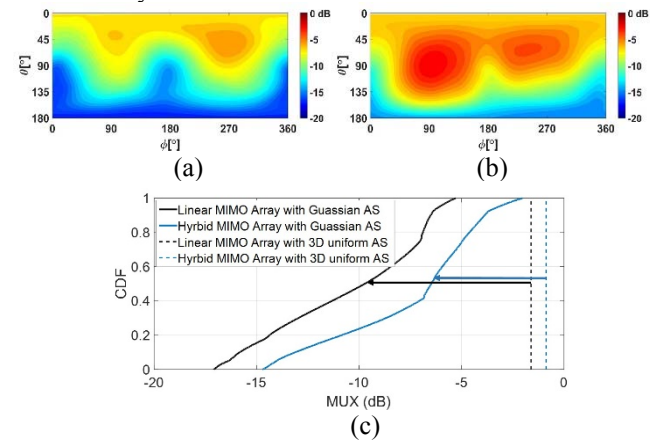 0
45
90
135
180
0
90
180
270
360
θ[°]
ϕ[°]
0 dB
-5
-10
-15
-20
(a)
0
45
90
135
180
0
90
180
270
360
θ[°]
ϕ[°]
0 dB
-5
-10
-15
-20
(b)
1
0.8
0.6
0.4
0.2
0
CDF
Linear MIMO Array with Guassian AS
Hyrbid MIMO Array with Guassian AS
Linear MIMO Array with 3D uniform AS
Hyrbid MIMO Array with 3D uniform AS
-20
-15
-10
-5
0
MUX (dB)
(c)